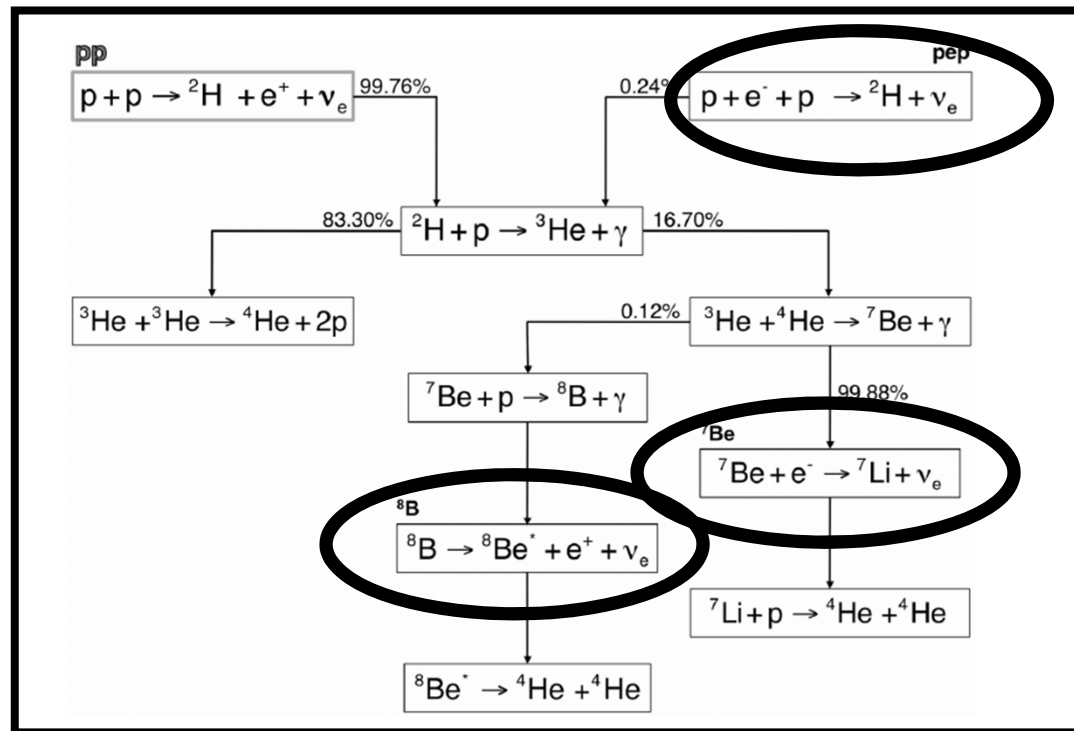 pp
pep
p + p → ²H + e⁺ + νₑ
99.76%
0.24%
p + e⁻ + p → ²H + νₑ
83.30%
²H + p → ³He + γ
16.70%
³He + ³He → ⁴He + 2p
0.12%
³He + ⁴He → ⁷Be + γ
⁷Be + p → ⁸B + γ
99.88%
⁷Be
⁷Be + e⁻ → ⁷Li + νₑ
⁸B
⁸B → ⁸Be* + e⁺ + νₑ
⁷Li + p → ⁴He + ⁴He
⁸Be* → ⁴He + ⁴He